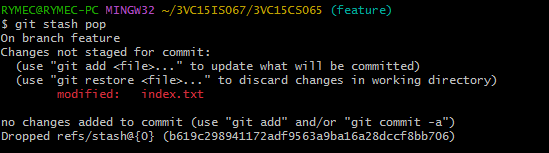 RYMEC@RYMEC-PC MINGW32 ~/3VC15IS067/3VC15CS065 (feature)
$ git stash pop
On branch feature
Changes not staged for commit:
  (use "git add <file>..." to update what will be committed)
  (use "git restore <file>..." to discard changes in working directory)
        modified:   index.txt

no changes added to commit (use "git add" and/or "git commit -a")
Dropped refs/stash@{0} (b619c298941172adf9563a9ba16a28dccf8bb706)